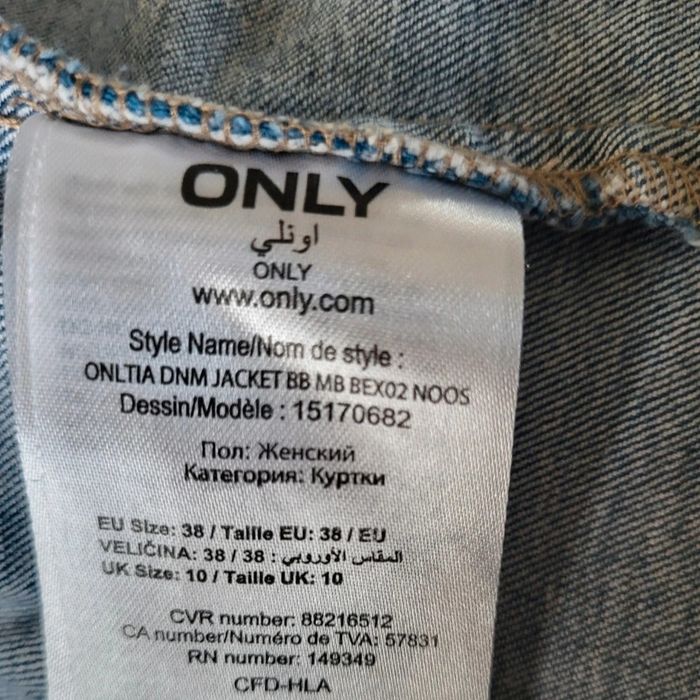 ONLY
اونلي
ONLY
www.only.com
Style Name/Nom de style :
ONLTIA DNM JACKET BB MB BEX02 NOOS
Dessin/Modèle : 15170682
Пол: Женский
Категория: Куртки
EU Size: 38 / Taille EU: 38 / EU
VELIČINA: 38 / 38 : المقاس الأوروبي
UK Size: 10 / Taille UK: 10
CVR number: 88216512
CA number/Numéro de TVA: 57831
RN number: 149349
CFD-HLA